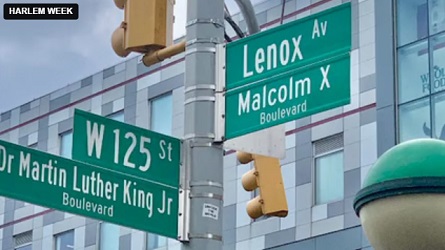 HARLEM WEEK
Lenox Av
Malcolm X
Boulevard
W 125 St
Dr Martin Luther King Jr
Boulevard